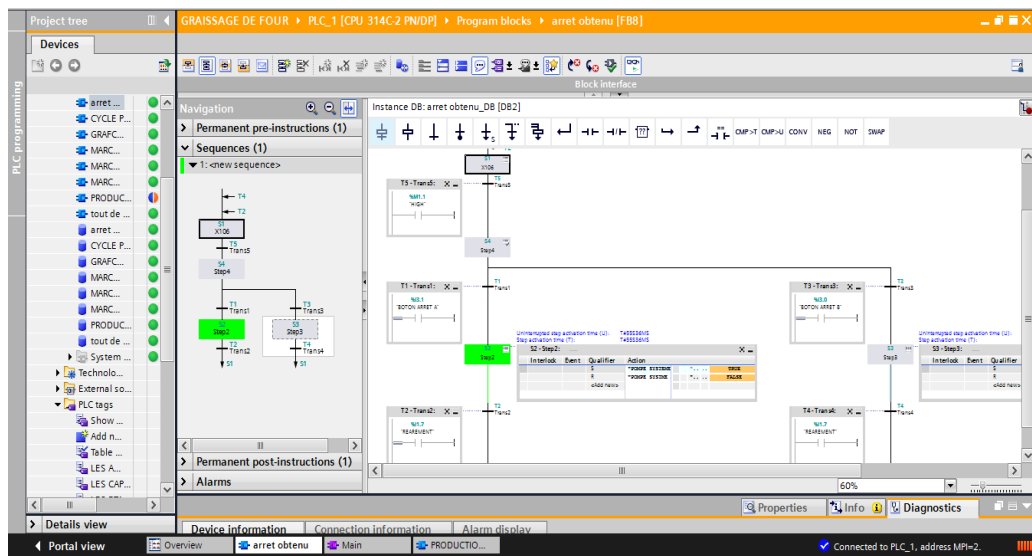 Project tree
GRAISSAGE DE FOUR ▸ PLC_1 [CPU 314C-2 PN/DP] ▸ Program blocks ▸ arret obtenu [FB8]
Devices
PLC programming
Block interface
arret ...
CYCLE P...
GRAFC...
MARC...
MARC...
MARC...
PRODUC...
tout de ...
arret ...
CYCLE P...
GRAFC...
MARC...
MARC...
MARC...
PRODUC...
tout de ...
System ...
Technolo...
External so...
PLC tags
Show ...
Add n...
Table ...
LES A...
LES CAP...
Details view
Navigation
Permanent pre-instructions (1)
Sequences (1)
1: <new sequence>
T4
T2
S1
X106
T5
Trans5
S4
Step4
T1
Trans1
T3
Trans3
S2
Step2
S3
Step3
T2
Trans2
T4
Trans4
S1
S1
Permanent post-instructions (1)
Alarms
Instance DB: arret obtenu_DB [DB2]
CMP>T CMP>U CONV NEG NOT SWAP
S1
X106
T5 - Trans5:
%M1.1
"HIGH"
T5
Trans5
S4
Step4
T1 - Trans1:
%I3.1
"BOTON ARRET A"
T1
Trans1
T3 - Trans3:
"BOTON ARRET B"
Trans3
Uninterrupted step activation time (U):
Step activation time (T):
S2 - Step2:
Interlock Event Qualifier Action
S "POMPE SYSTEME "... ... TRUE
R "POMPE SYSTEME "... ... FALSE
<Add new>
Step2
Uninterrupted step activation time (U):
Step activation time (T):
S3 - Step3:
Interlock Event Qualifier
S
R
<Add new>
S3
Step3
T2 - Trans2:
%I1.7
"REAREMENT"
T2
Trans2
T4 - Trans4:
%I1.7
"REAREMENT"
T4
Trans4
60%
Properties
Info
Diagnostics
Device information
Connection information
Alarm display
Portal view
Overview
arret obtenu
Main
PRODUCTIO...
Connected to PLC_1, address MPI=2.